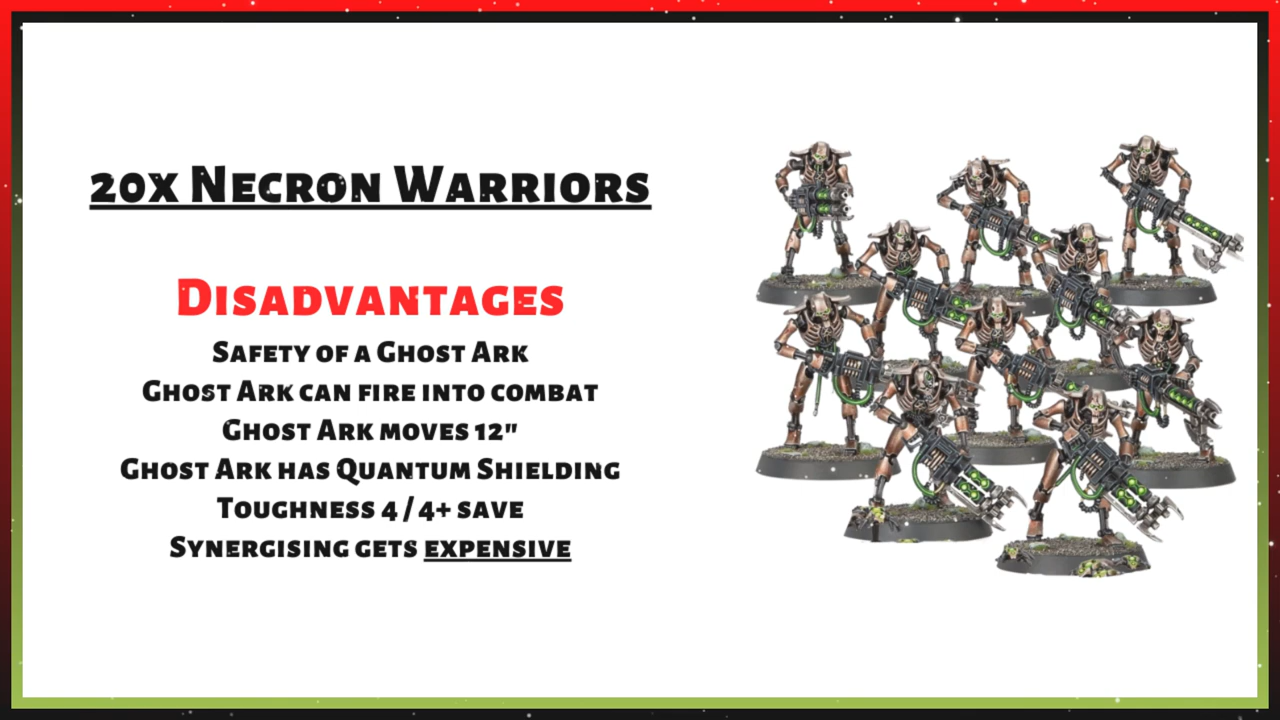 20x Necron Warriors
Disadvantages
Safety of a Ghost Ark
Ghost Ark can fire into combat
Ghost Ark moves 12"
Ghost Ark has Quantum Shielding
Toughness 4 / 4+ save
Synergising gets expensive